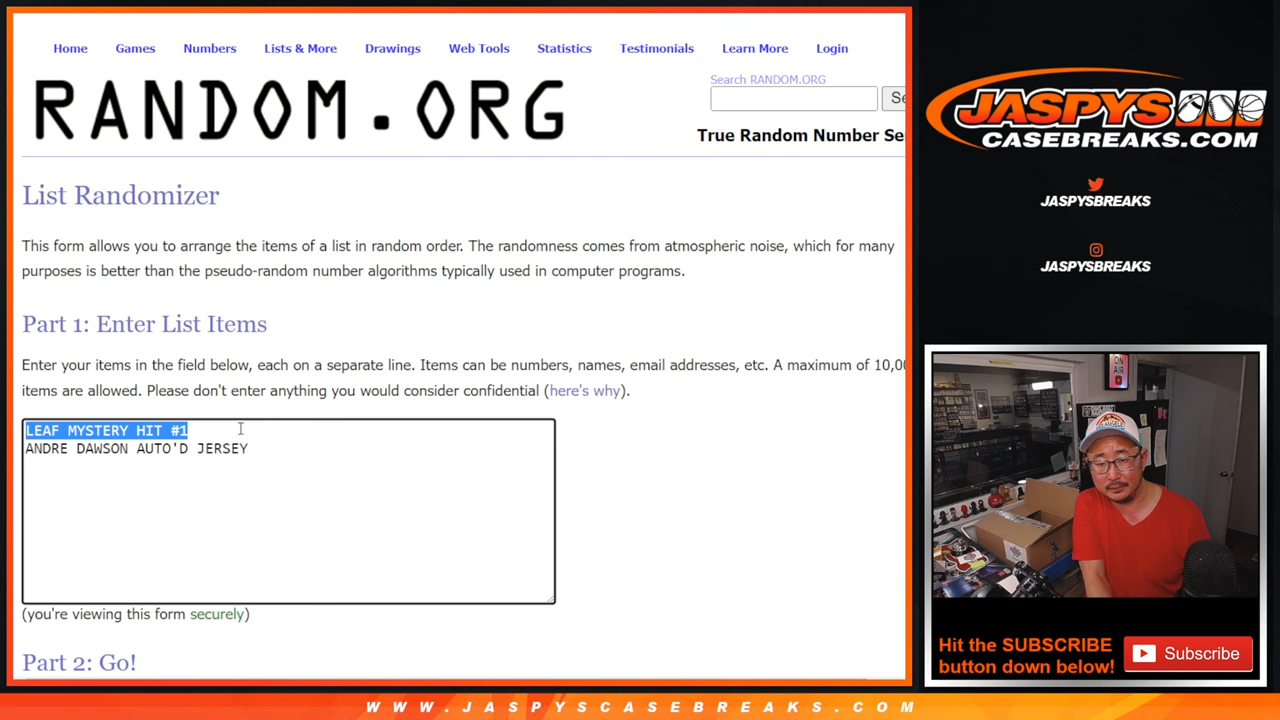 Home Games Numbers Lists & More Drawings Web Tools Statistics Testimonials Learn More Login
RANDOM.ORG
Search RANDOM.ORG
Se
True Random Number Se
List Randomizer
This form allows you to arrange the items of a list in random order. The randomness comes from atmospheric noise, which for many
purposes is better than the pseudo-random number algorithms typically used in computer programs.
Part 1: Enter List Items
Enter your items in the field below, each on a separate line. Items can be numbers, names, email addresses, etc. A maximum of 10,00
items are allowed. Please don't enter anything you would consider confidential (here's why).
LEAF MYSTERY HIT #1
ANDRE DAWSON AUTO'D JERSEY
(you're viewing this form securely)
Part 2: Go!
JASPYS
CASEBREAKS.COM
JASPYSBREAKS
JASPYSBREAKS
ON
AIR
Hit the SUBSCRIBE
button down below!
Subscribe
WWW.JASPYSCASEBREAKS.COM